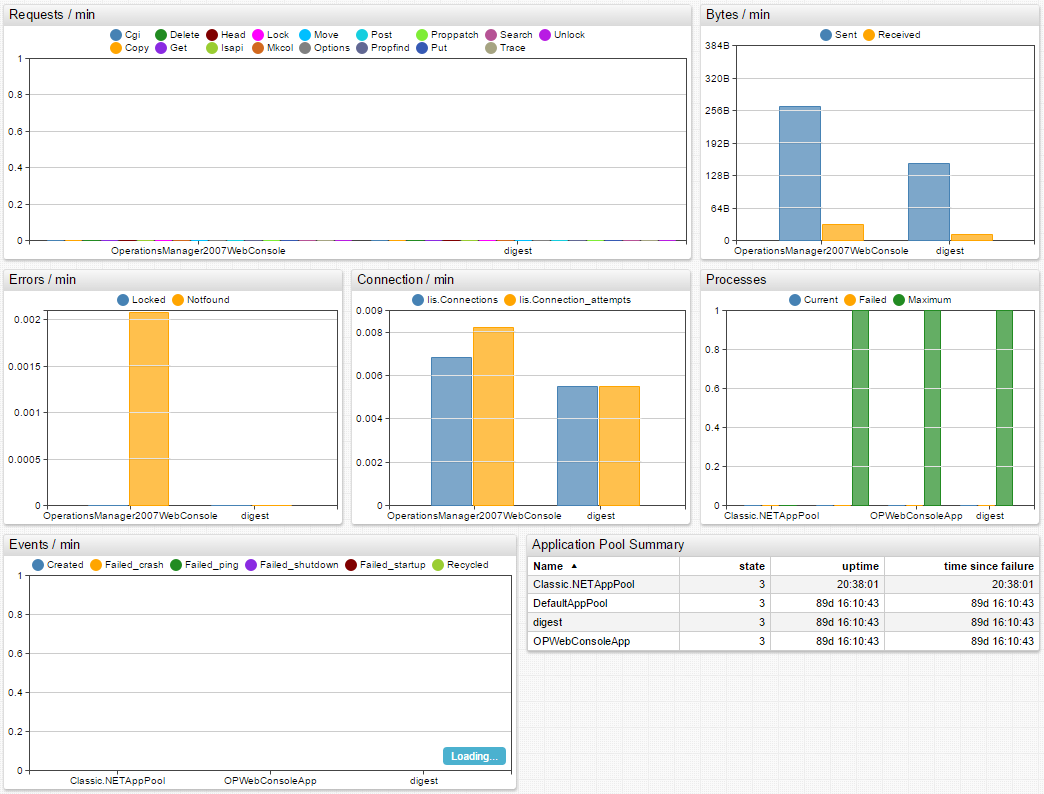 Requests / min
Cgi Delete Head Lock Move Post Proppatch Search Unlock
Copy Get Isapi Mkcol Options Propfind Put Trace
1
0.8
0.6
0.4
0.2
0
OperationsManager2007WebConsole digest
Bytes / min
Sent Received
384B
320B
256B
192B
128B
64B
0
OperationsManager2007WebConsole digest
Errors / min
Locked Notfound
0.002
0.0015
0.001
0.0005
0
OperationsManager2007WebConsole digest
Connection / min
Iis.Connections Iis.Connection_attempts
0.009
0.008
0.006
0.004
0.002
0
OperationsManager2007WebConsole digest
Processes
Current Failed Maximum
1
0.8
0.6
0.4
0.2
0
Classic.NETAppPool OPWebConsoleApp digest
Events / min
Created Failed_crash Failed_ping Failed_shutdown Failed_startup Recycled
1
0.8
0.6
0.4
0.2
0
Loading...
Classic.NETAppPool OPWebConsoleApp digest
Application Pool Summary
Name state uptime time since failure
Classic.NETAppPool 3 20:38:01 20:38:01
DefaultAppPool 3 89d 16:10:43 89d 16:10:43
digest 3 89d 16:10:43 89d 16:10:43
OPWebConsoleApp 3 89d 16:10:43 89d 16:10:43